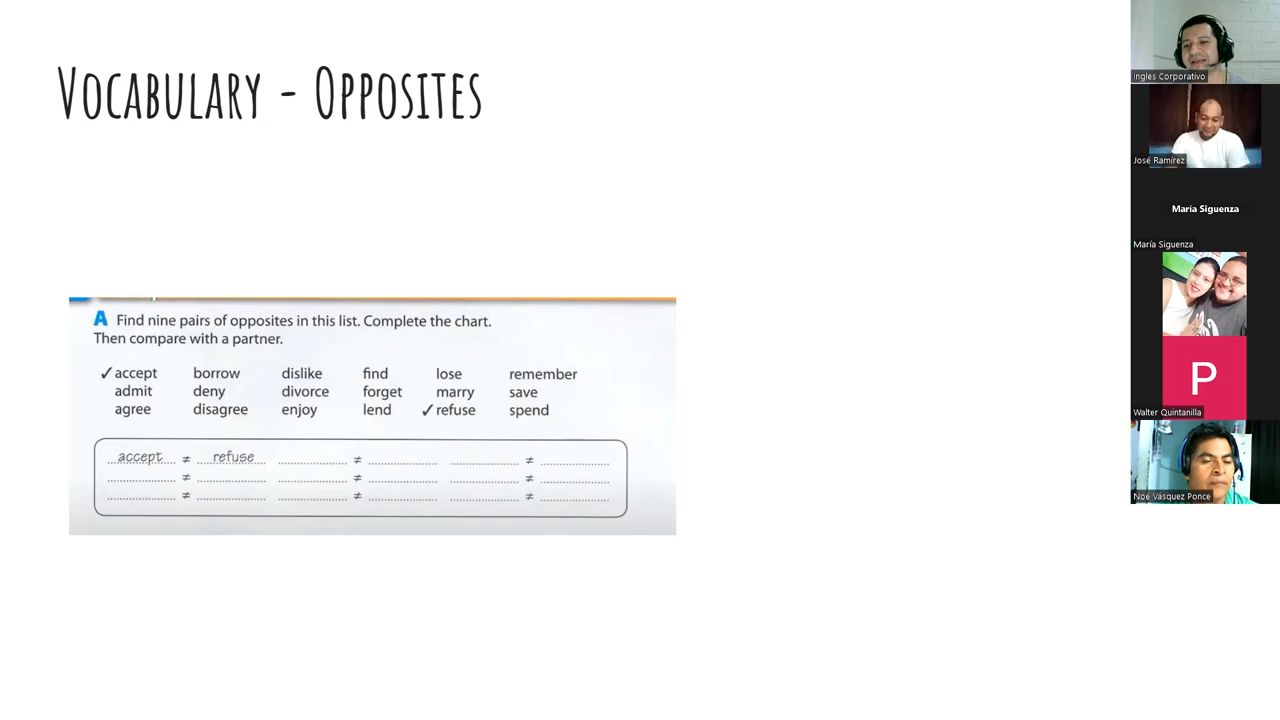 VOCABULARY - OPPOSITES
A Find nine pairs of opposites in this list. Complete the chart.
Then compare with a partner.
✓ accept borrow dislike find lose remember
admit deny divorce forget marry save
agree disagree enjoy lend ✓ refuse spend
accept ≠ refuse ≠ ≠
≠ ≠ ≠
≠ ≠ ≠
Ingles Corporativo
José Ramírez
María Siguenza
María Siguenza
P
Walter Quintanilla
Noé Vásquez Ponce